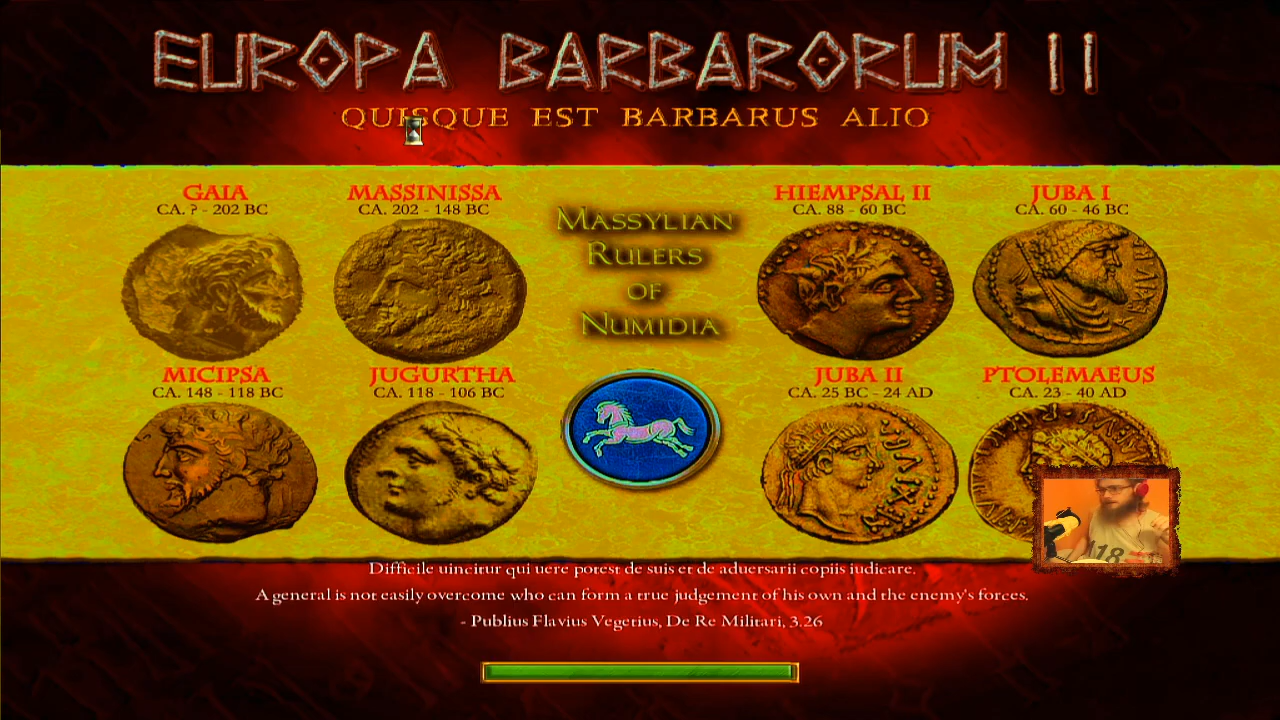 EUROPA BARBARORUM II
QUISQUE EST BARBARUS ALIO
GAIA
CA. ? - 202 BC
MASSINISSA
CA. 202 - 148 BC
MASSYLIAN
RULERS
OF
NUMIDIA
HIEMPSAL II
CA. 88 - 60 BC
JUBA I
CA. 60 - 46 BC
MICIPSA
CA. 148 - 118 BC
JUGURTHA
CA. 118 - 106 BC
JUBA II
CA. 25 BC - 24 AD
PTOLEMAEUS
CA. 23 - 40 AD
118
Difficile uincitur qui uere potest de suis et de aduersarii copiis iudicare.
A general is not easily overcome who can form a true judgement of his own and the enemy's forces.
- Publius Flavius Vegetius, De Re Militari, 3.26